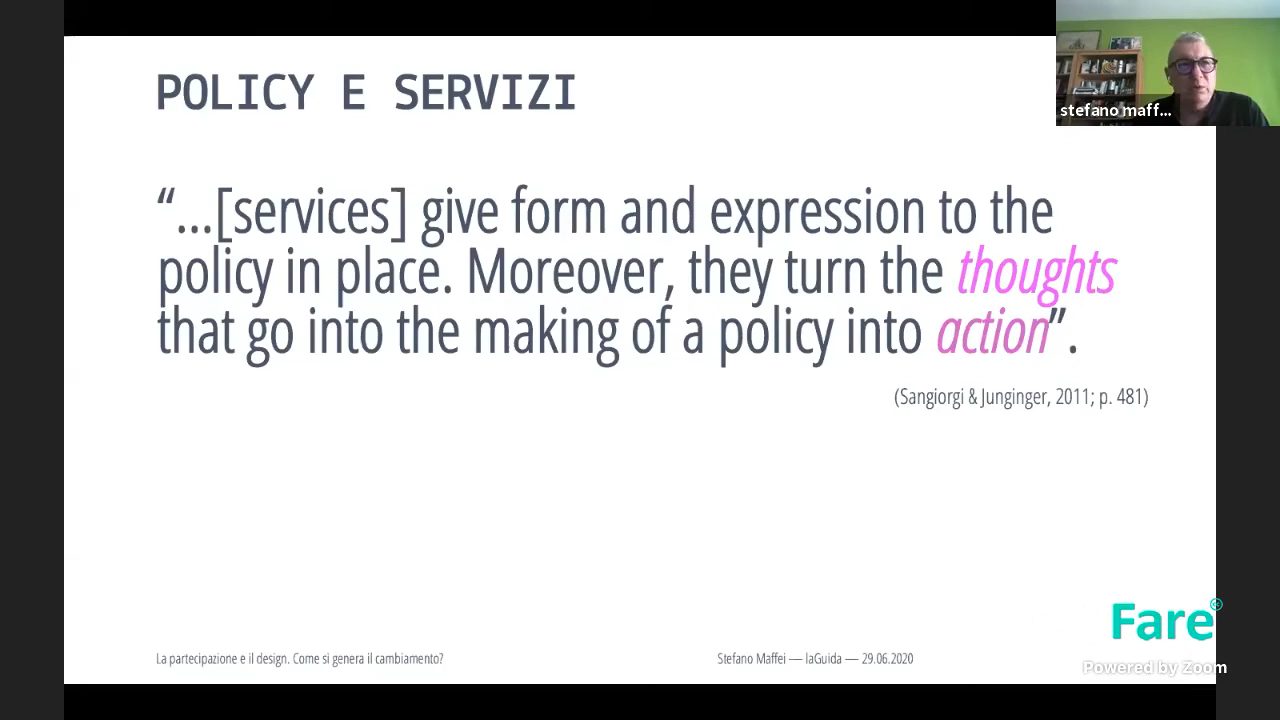 POLICY E SERVIZI
stefano maff...
“...[services] give form and expression to the
policy in place. Moreover, they turn the thoughts
that go into the making of a policy into action”.
(Sangiorgi & Junginger, 2011; p. 481)
Fare
Powered by Zoom
La partecipazione e il design. Come si genera il cambiamento?
Stefano Maffei — laGuida — 29.06.2020